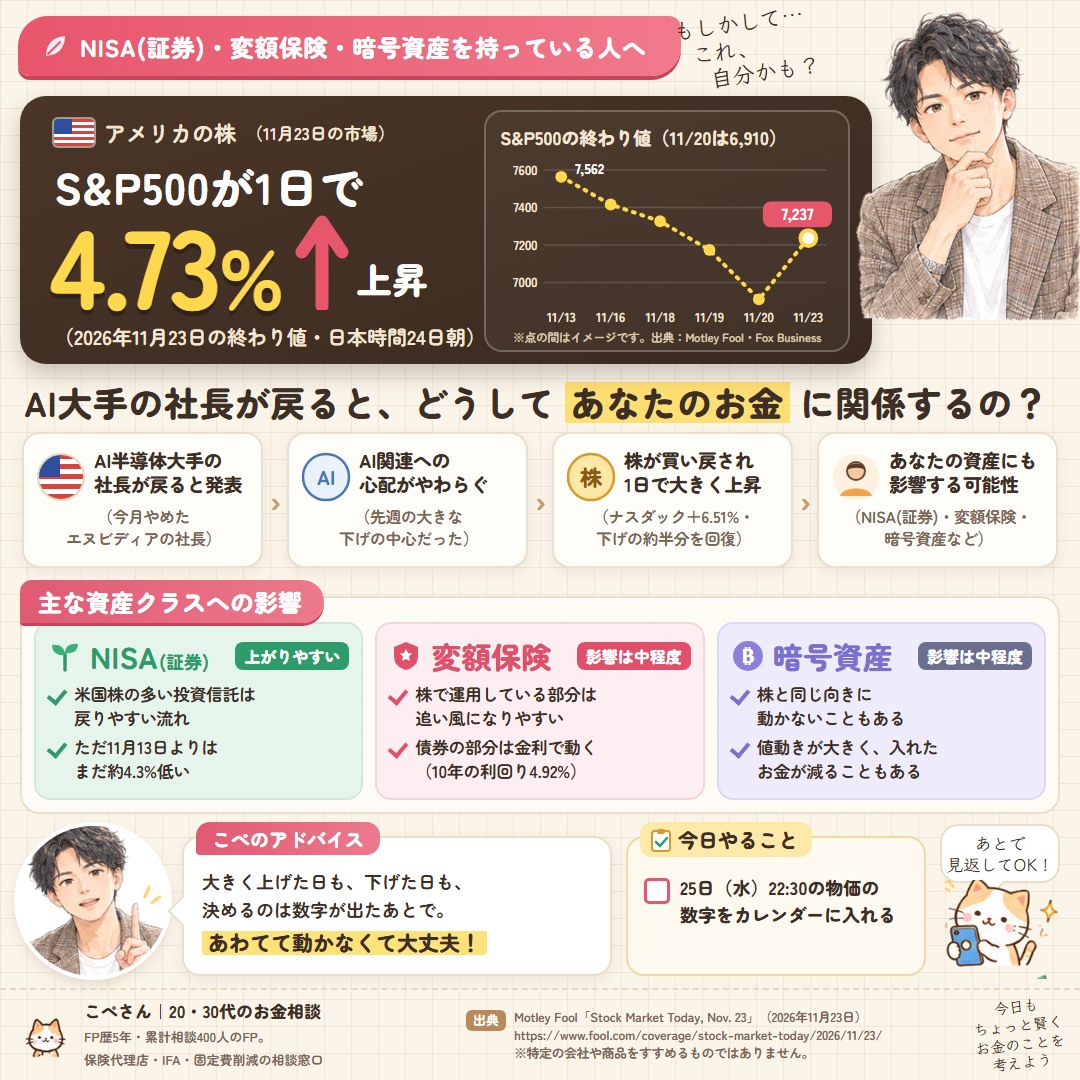 NISA(証券)・変額保険・暗号資産を持っている人へ
もしかして…
これ、
自分かも？
アメリカの株 （11月23日の市場）
S&P500が1日で
4.73%
上昇
（2026年11月23日の終わり値・日本時間24日朝）
S&P500の終わり値（11/20は6,910）
7600
7400
7200
7000
7,562
7,237
11/13 11/16 11/18 11/19 11/20 11/23
※点の間はイメージです。出典：Motley Fool・Fox Business
AI大手の社長が戻ると、どうして あなたのお金 に関係するの？
AI半導体大手の
社長が戻ると発表
（今月やめた
エヌビディアの社長）
›
AI
AI関連への
心配がやわらぐ
（先週の大きな
下げの中心だった）
›
株
株が買い戻され
1日で大きく上昇
（ナスダック＋6.51%・
下げの約半分を回復）
›
あなたの資産にも
影響する可能性
（NISA(証券)・変額保険・
暗号資産など）
主な資産クラスへの影響
NISA(証券)
上がりやすい
米国株の多い投資信託は
戻りやすい流れ
ただ11月13日よりは
まだ約4.3%低い
変額保険
影響は中程度
株で運用している部分は
追い風になりやすい
債券の部分は金利で動く
（10年の利回り4.92%）
暗号資産
影響は中程度
株と同じ向きに
動かないこともある
値動きが大きく、入れた
お金が減ることもある
こぺのアドバイス
大きく上げた日も、下げた日も、
決めるのは数字が出たあとで。
あわてて動かなくて大丈夫！
今日やること
25日（水）22:30の物価の
数字をカレンダーに入れる
あとで
見返してOK！
こぺさん｜20・30代のお金相談
FP歴5年・累計相談400人のFP。
保険代理店・IFA・固定費削減の相談窓口
出典
Motley Fool「Stock Market Today, Nov. 23」（2026年11月23日）
https://www.fool.com/coverage/stock-market-today/2026/11/23/
※特定の会社や商品をすすめるものではありません。
今日も
ちょっと賢く
お金のことを
考えよう